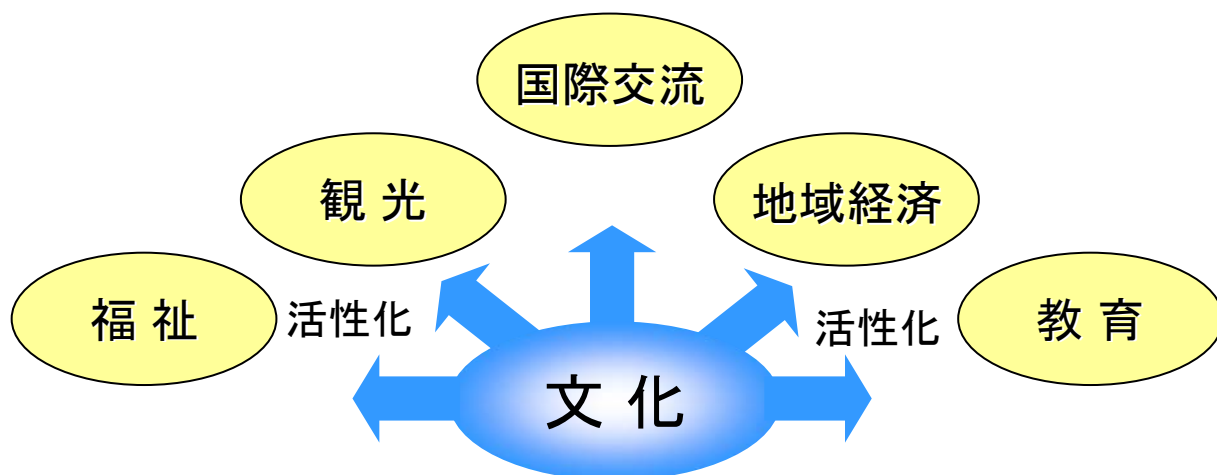 国際交流
観 光
地域経済
福 祉
活性化
活性化
教 育
文 化